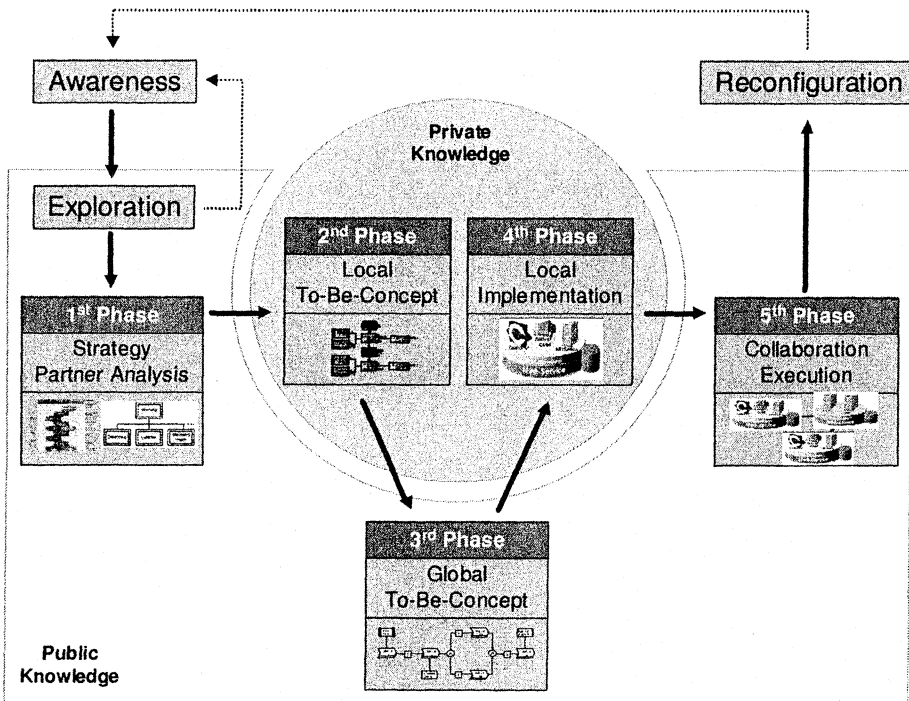 Awareness
Reconfiguration
Private
Knowledge
Exploration
2nd Phase
Local
To-Be-Concept
4th Phase
Local
Implementation
1st Phase
Strategy
Partner Analysis
5th Phase
Collaboration
Execution
3rd Phase
Global
To-Be-Concept
Public
Knowledge